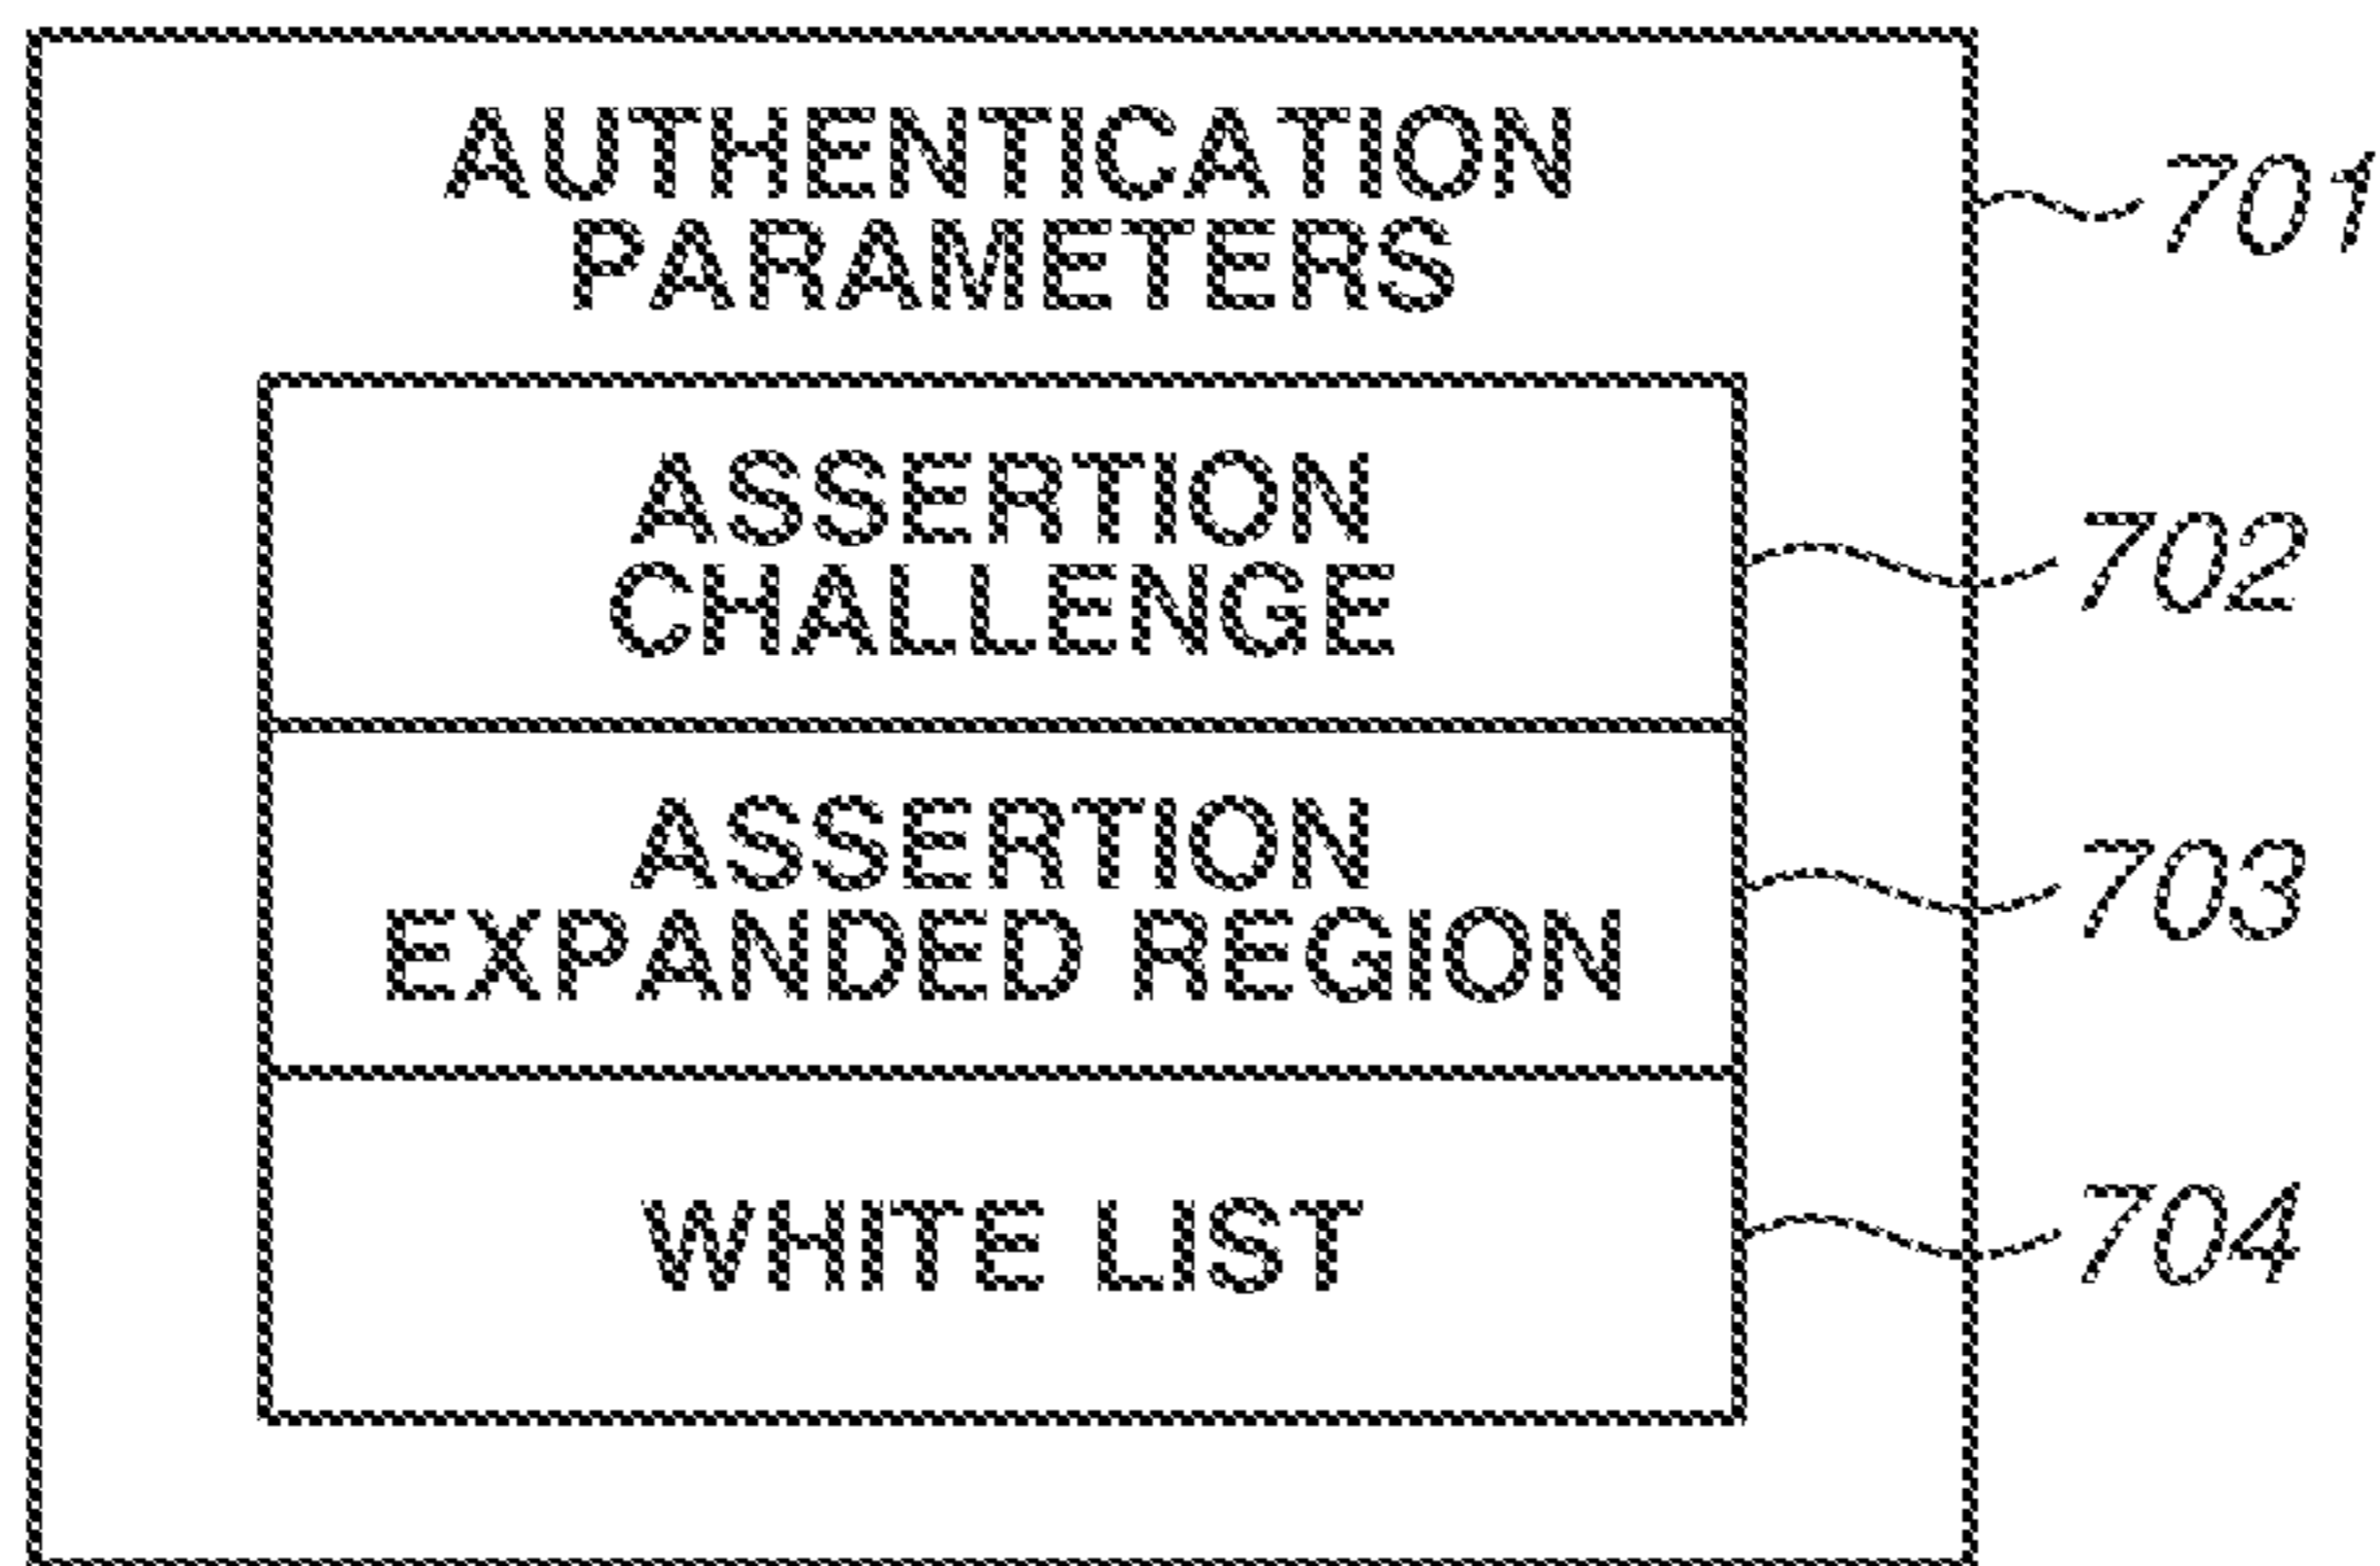 AUTHENTICATION
PARAMETERS
701
ASSERTION
CHALLENGE
702
ASSERTION
EXPANDED REGION
703
WHITE LIST
704